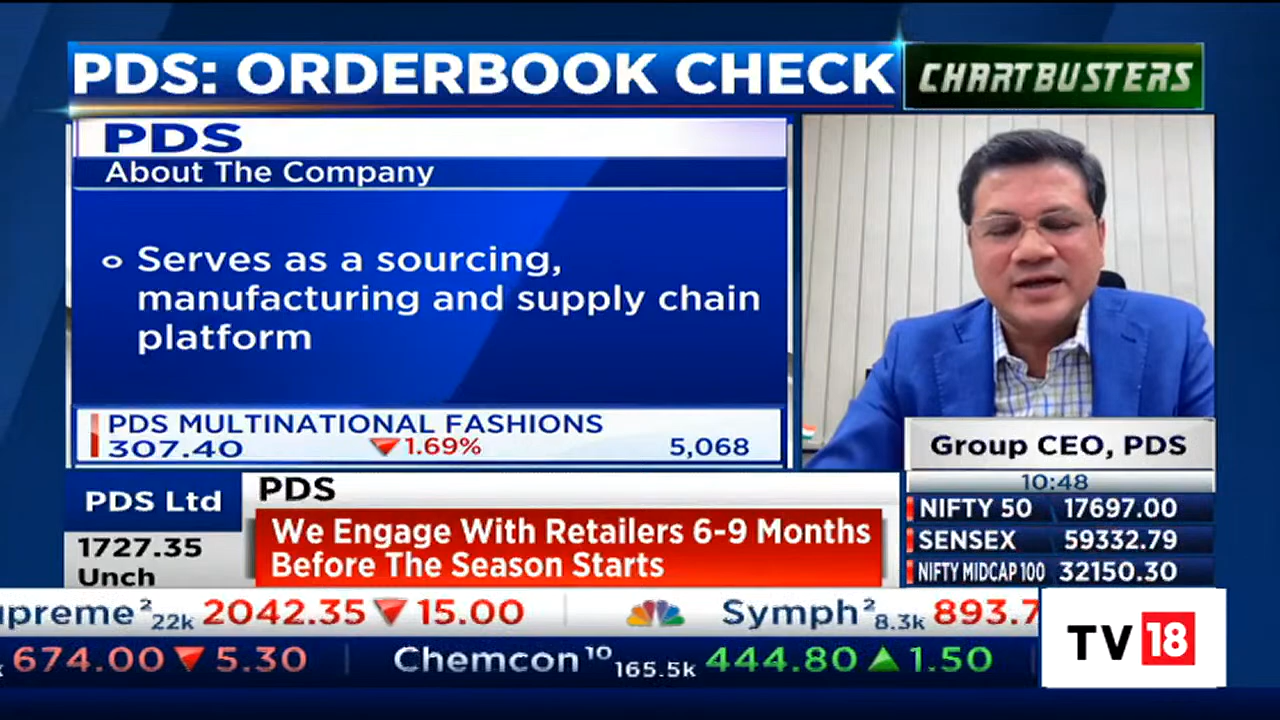 PDS: ORDERBOOK CHECK
CHARTBUSTERS
PDS
About The Company
Serves as a sourcing,
manufacturing and supply chain
platform
PDS MULTINATIONAL FASHIONS
307.40 ▼ 1.69% 5,068
Group CEO, PDS
10:48
NIFTY 50 17697.00
SENSEX 59332.79
NIFTY MIDCAP 100 32150.30
PDS Ltd
1727.35
Unch
PDS
We Engage With Retailers 6-9 Months
Before The Season Starts
upreme² 22k 2042.35 ▼ 15.00 Symph² 8.3k 893.7
674.00 ▼ 5.30 Chemcon¹⁰ 165.5k 444.80 ▲ 1.50
TV18